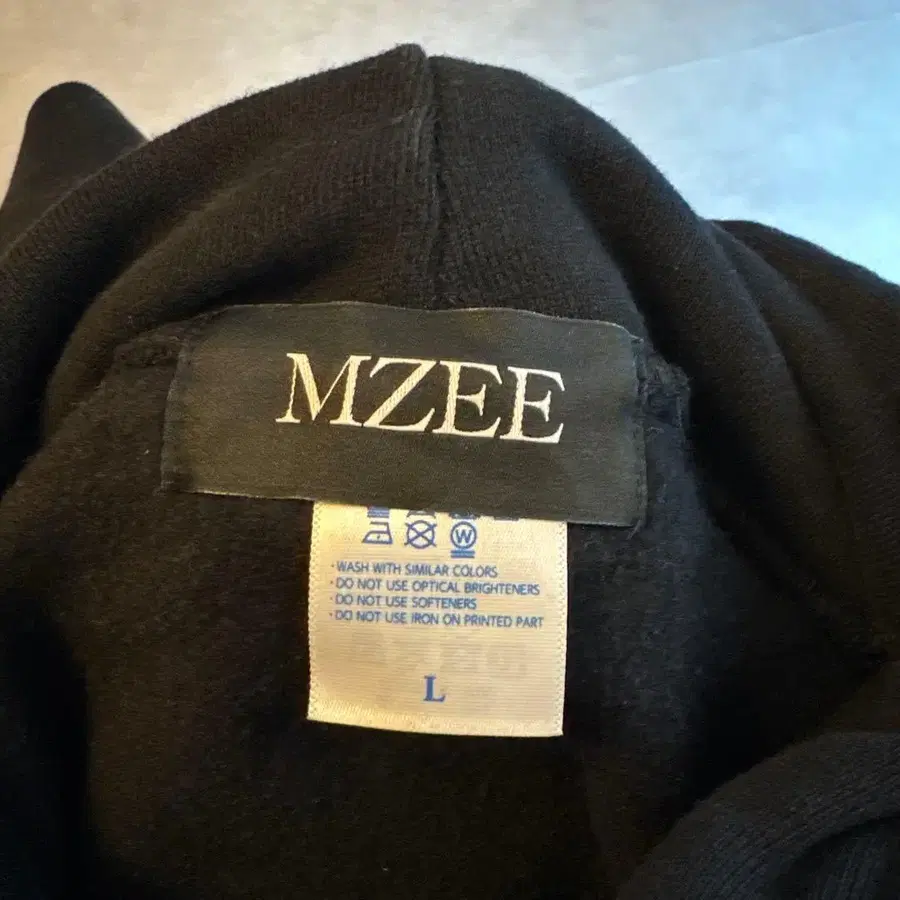 MZEE
W
·WASH WITH SIMILAR COLORS
·DO NOT USE OPTICAL BRIGHTENERS
·DO NOT USE SOFTENERS
·DO NOT USE IRON ON PRINTED PART
L